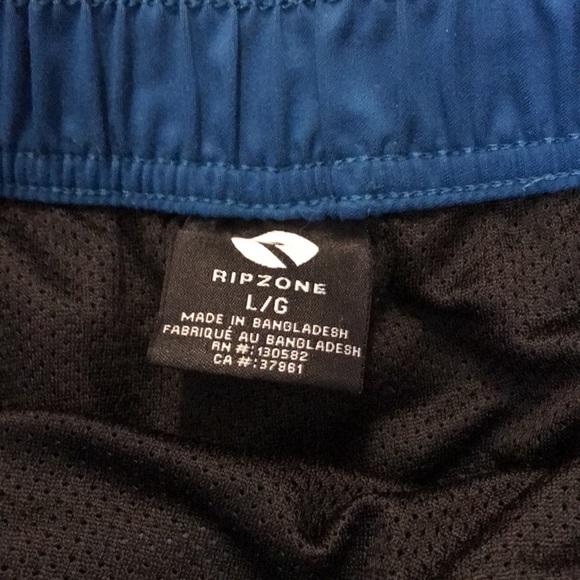 RIPZONE
L/G
MADE IN BANGLADESH
FABRIQUÉ AU BANGLADESH
RN #: 130582
CA #: 37961